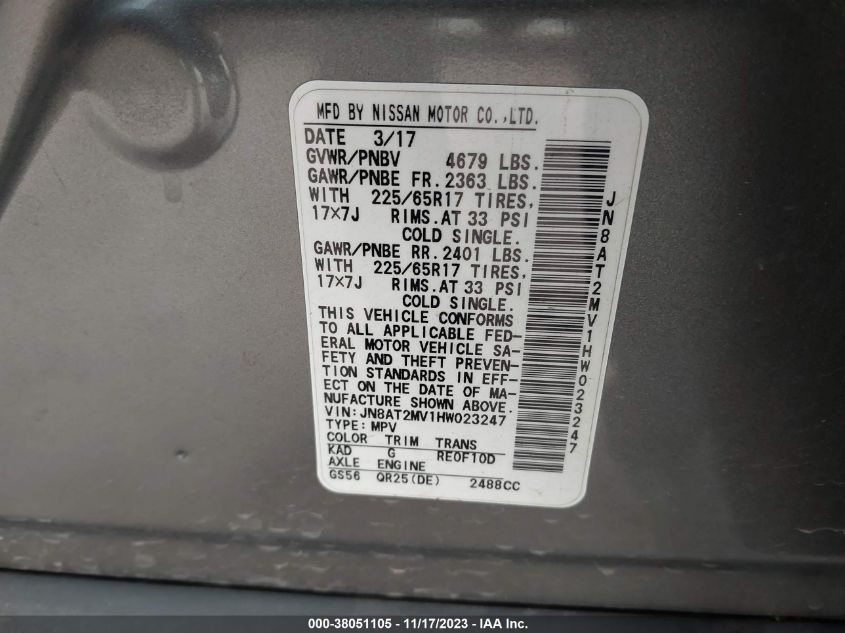 MFD BY NISSAN MOTOR CO.,LTD.
DATE 3/17
GVWR/PNBV 4679 LBS.
GAWR/PNBE FR. 2363 LBS.
WITH 225/65R17 TIRES,
17×7J RIMS.AT 33 PSI
COLD SINGLE.
GAWR/PNBE RR. 2401 LBS.
WITH 225/65R17 TIRES,
17×7J RIMS.AT 33 PSI
COLD SINGLE.
THIS VEHICLE CONFORMS
TO ALL APPLICABLE FED-
ERAL MOTOR VEHICLE SA-
FETY AND THEFT PREVEN-
TION STANDARDS IN EFF-
ECT ON THE DATE OF MA-
NUFACTURE SHOWN ABOVE.
VIN:JN8AT2MV1HW023247
TYPE:MPV
COLOR TRIM TRANS
KAD G RE0F10D
AXLE ENGINE
GS56 QR25(DE) 2488CC
JN8AT2MV1HW023247
000-38051105 - 11/17/2023 - IAA Inc.